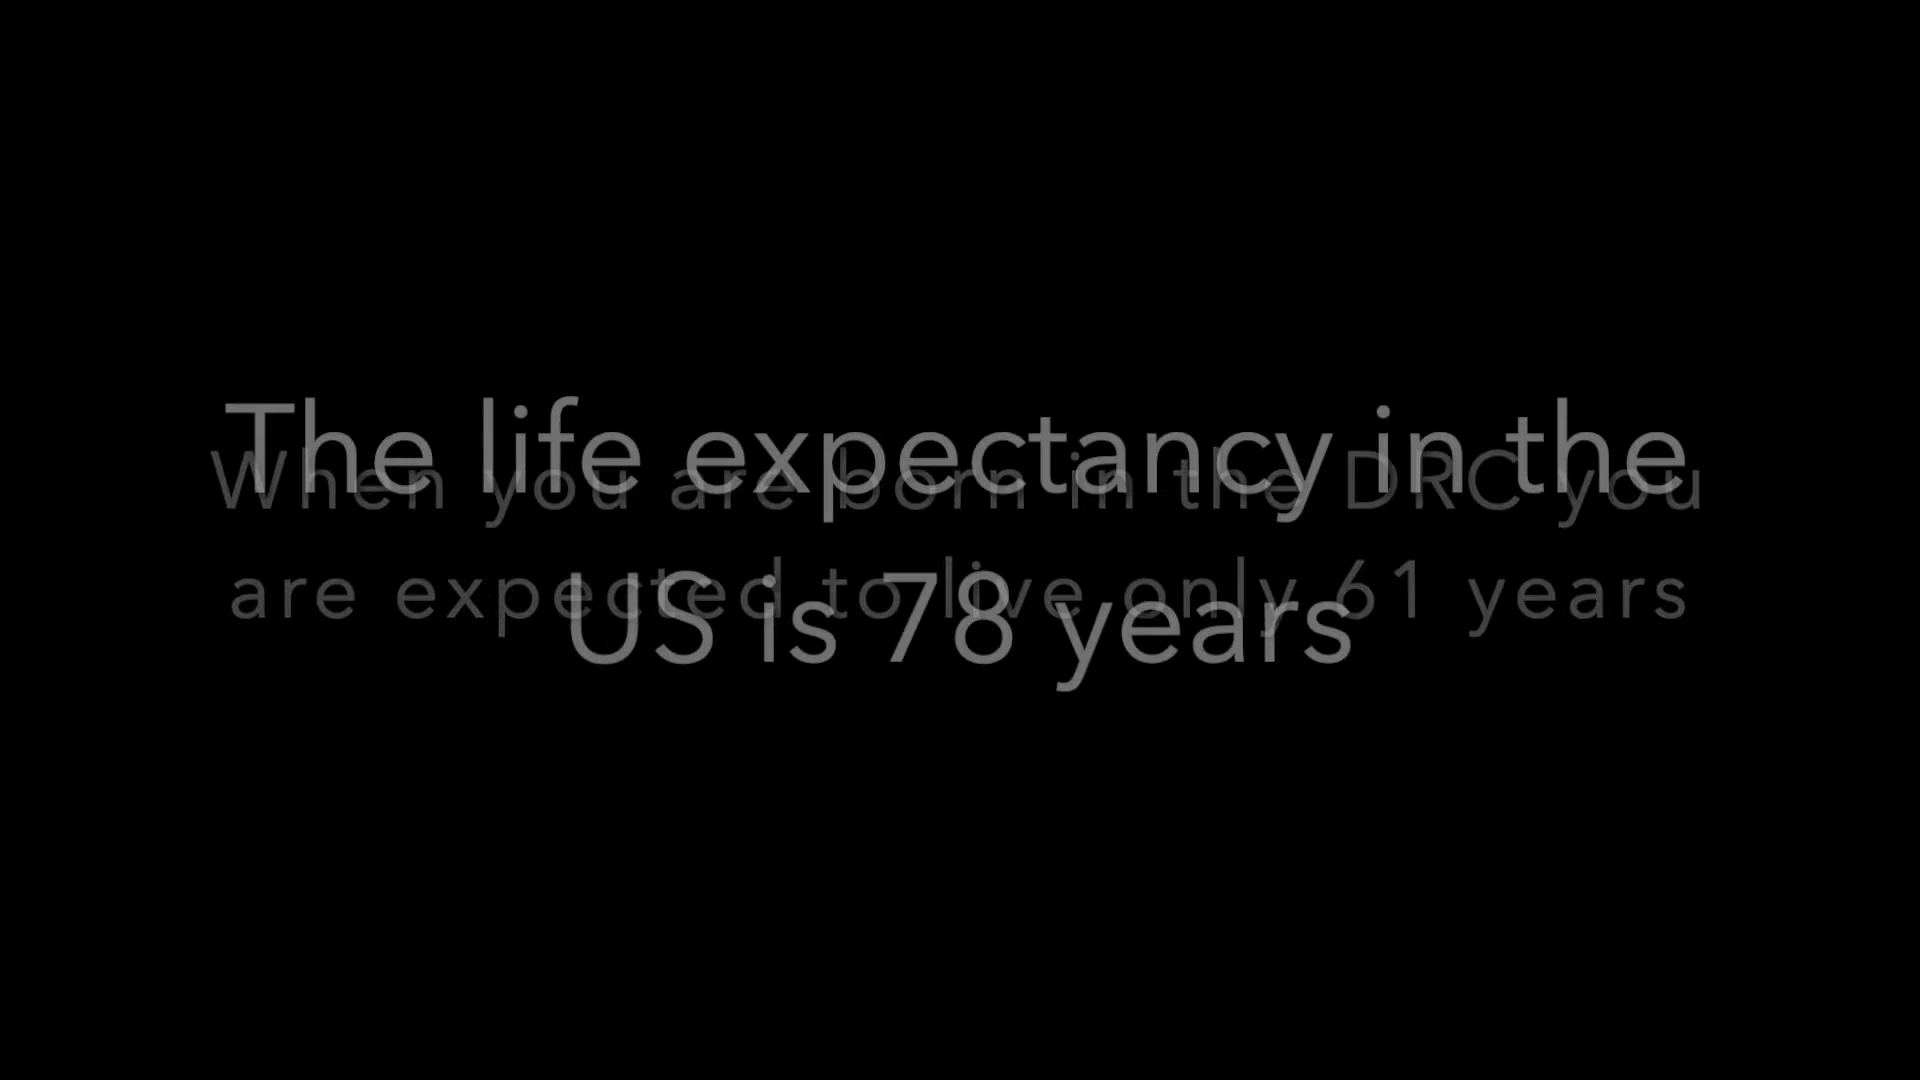 The life expectancy in the
US is 78 years
When you are born in the DRC you
are expected to live only 61 years